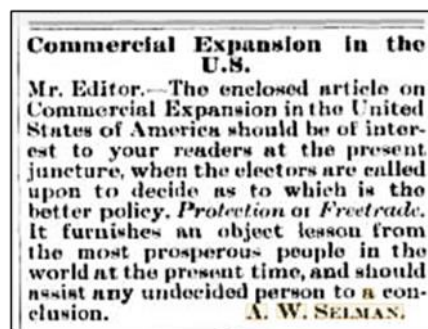 Commercial Expansion in the
U.S.
Mr. Editor.—The enclosed article on
Commercial Expansion in the United
States of America should be of inter-
est to your readers at the present
juncture, when the electors are called
upon to decide as to which is the
better policy, Protection or Freetrade.
It furnishes an object lesson from
the most prosperous people in the
world at the present time, and should
assist any undecided person to a con-
clusion. A. W. SELMAN.